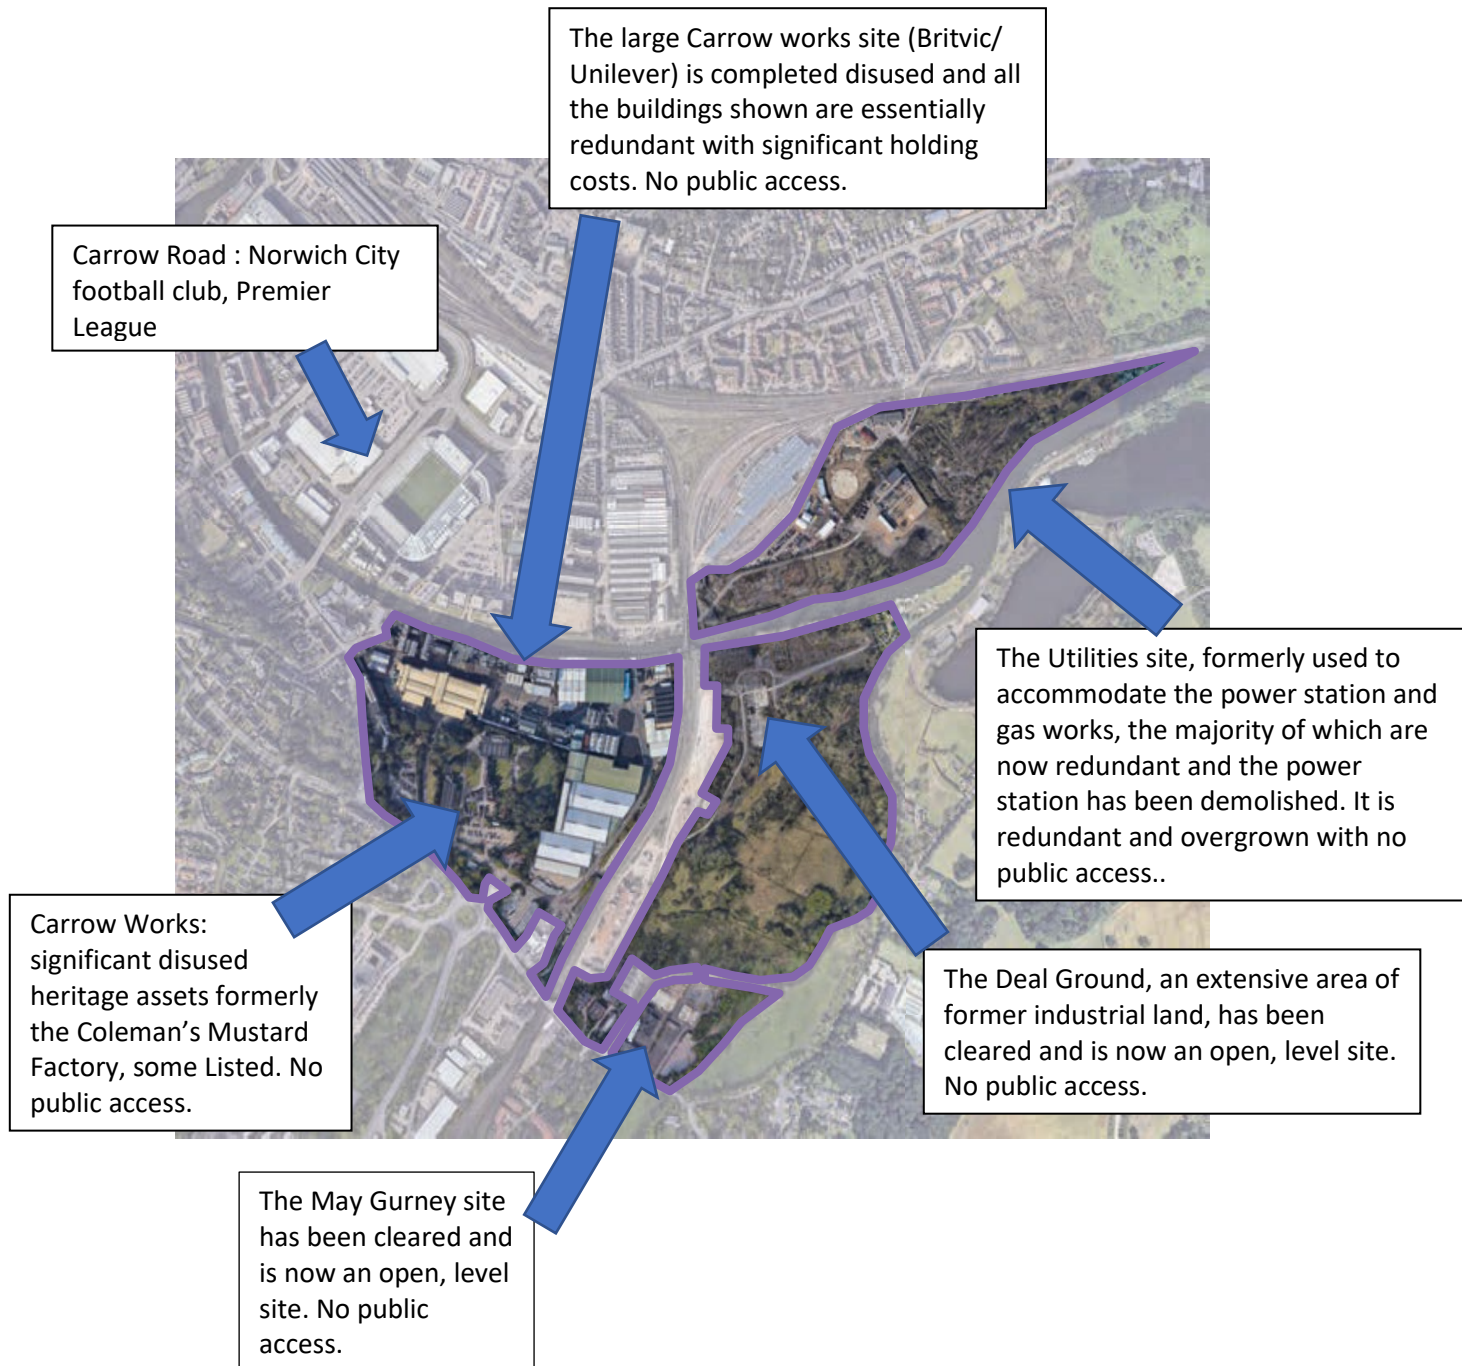 The large Carrow works site (Britvic/
Unilever) is completed disused and all
the buildings shown are essentially
redundant with significant holding
costs. No public access.
Carrow Road : Norwich City
football club, Premier
League
The Utilities site, formerly used to
accommodate the power station and
gas works, the majority of which are
now redundant and the power
station has been demolished. It is
redundant and overgrown with no
public access..
Carrow Works:
significant disused
heritage assets formerly
the Coleman’s Mustard
Factory, some Listed. No
public access.
The Deal Ground, an extensive area of
former industrial land, has been
cleared and is now an open, level site.
No public access.
The May Gurney site
has been cleared and
is now an open, level
site. No public
access.